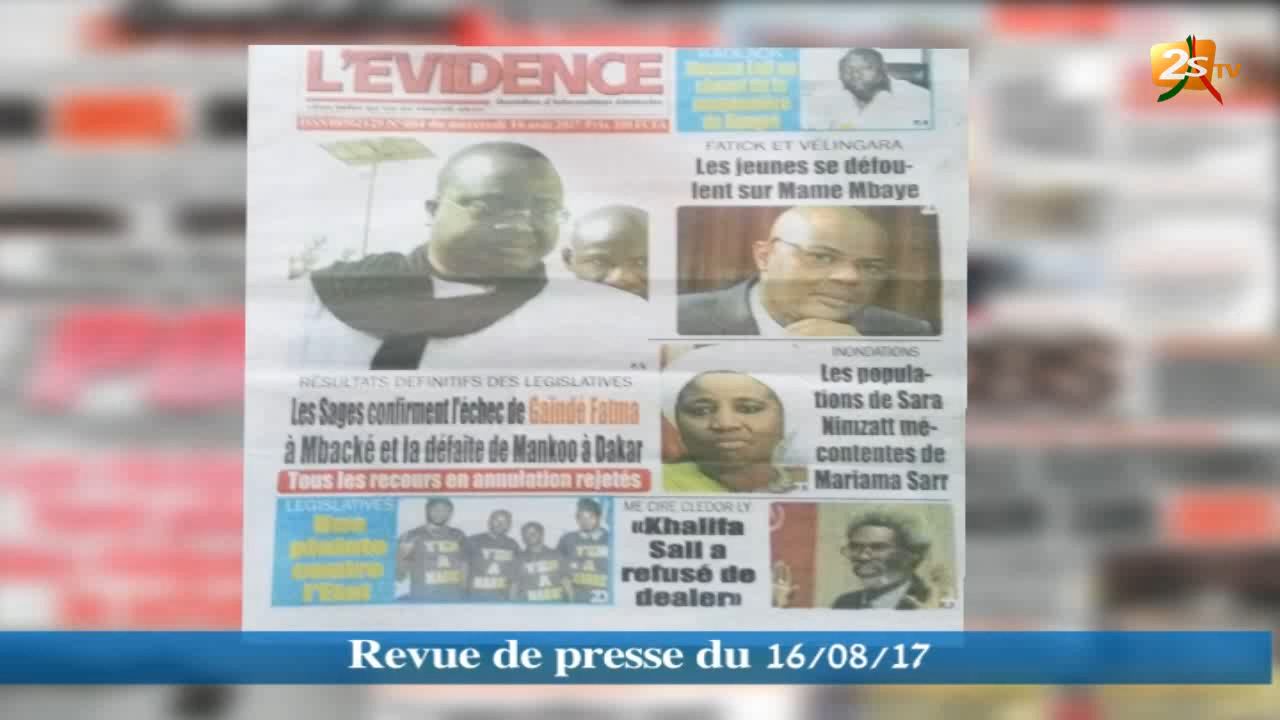 2sTV
L'EVIDENCE
FATICK ET VÉLINGARA
Les jeunes se défou-
lent sur Mame Mbaye
RÉSULTATS DÉFINITIFS DES LEGISLATIVES
Les Sages confirment l'échec de Gaïndé Fatma
à Mbacké et la défaite de Mankoo à Dakar
Tous les recours en annulation rejetés
INONDATIONS
Les popula-
tions de Sara
Nimzatt mé-
contentes de
Mariama Sarr
LEGISLATIVES
Une
plainte
contre
l'Etat
ME CIRE CLEDOR LY
«Khalifa
Sall a
refusé de
dealer»
Revue de presse du 16/08/17